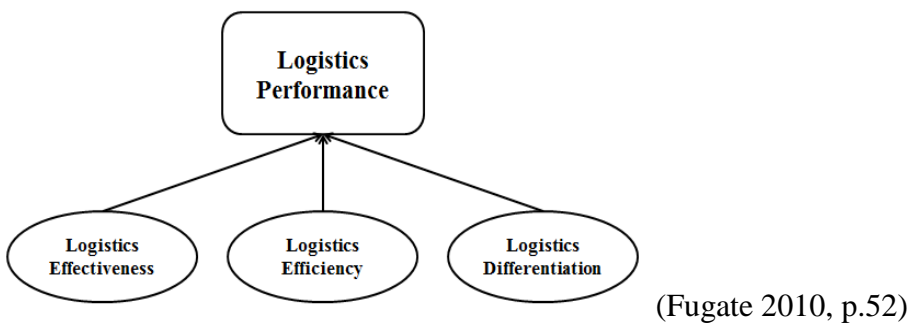 Logistics
Performance
Logistics
Effectiveness
Logistics
Efficiency
Logistics
Differentiation
(Fugate 2010, p.52)